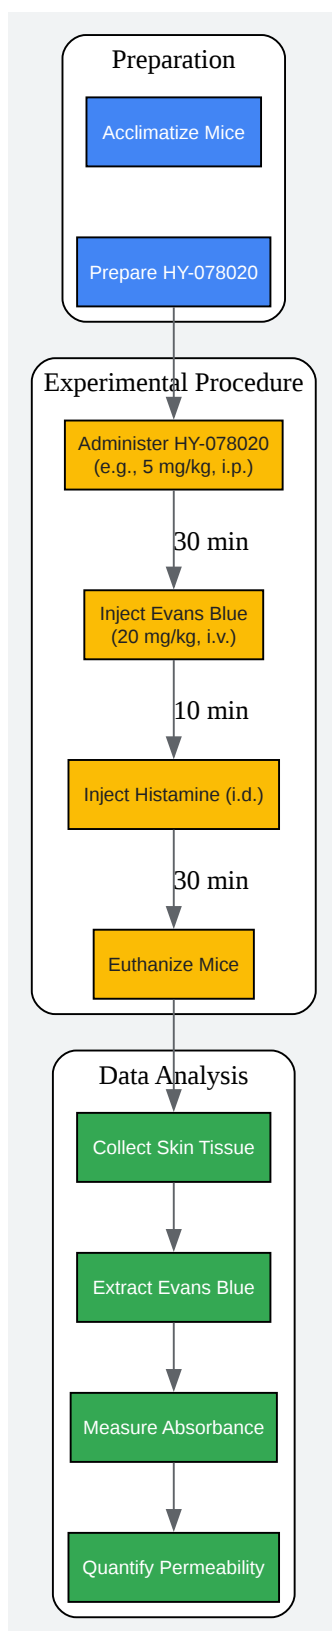 Preparation
Acclimatize Mice
Prepare HY-078020
Experimental Procedure
Administer HY-078020
(e.g., 5 mg/kg, i.p.)
30 min
Inject Evans Blue
(20 mg/kg, i.v.)
10 min
Inject Histamine (i.d.)
30 min
Euthanize Mice
Data Analysis
Collect Skin Tissue
Extract Evans Blue
Measure Absorbance
Quantify Permeability